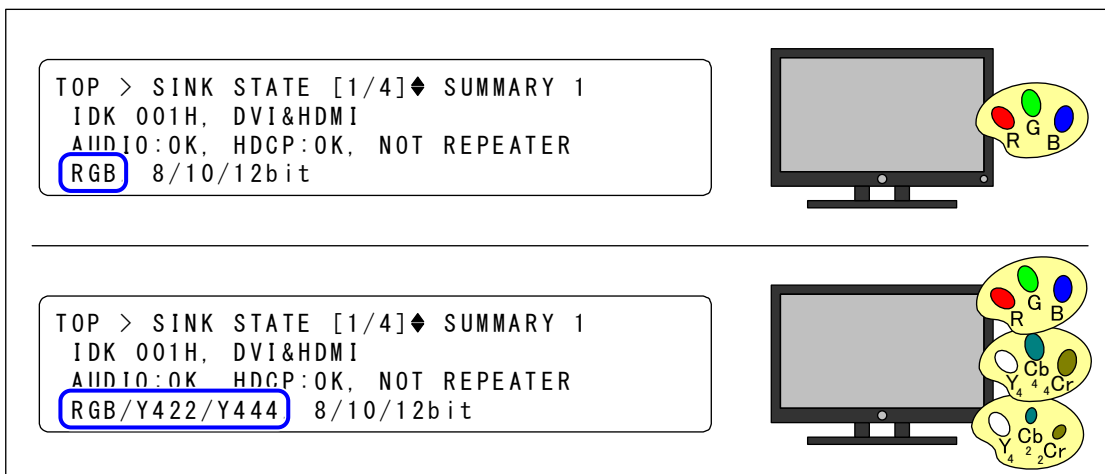 TOP > SINK STATE [1/4]♦ SUMMARY 1
IDK 001H, DVI&HDMI
AUDIO:OK, HDCP:OK, NOT REPEATER
RGB, 8/10/12bit
R G B
TOP > SINK STATE [1/4]♦ SUMMARY 1
IDK 001H, DVI&HDMI
AUDIO:OK, HDCP:OK, NOT REPEATER
RGB/Y422/Y444, 8/10/12bit
R G B
Y4 Cb4 4Cr
Y4 Cb2 2Cr